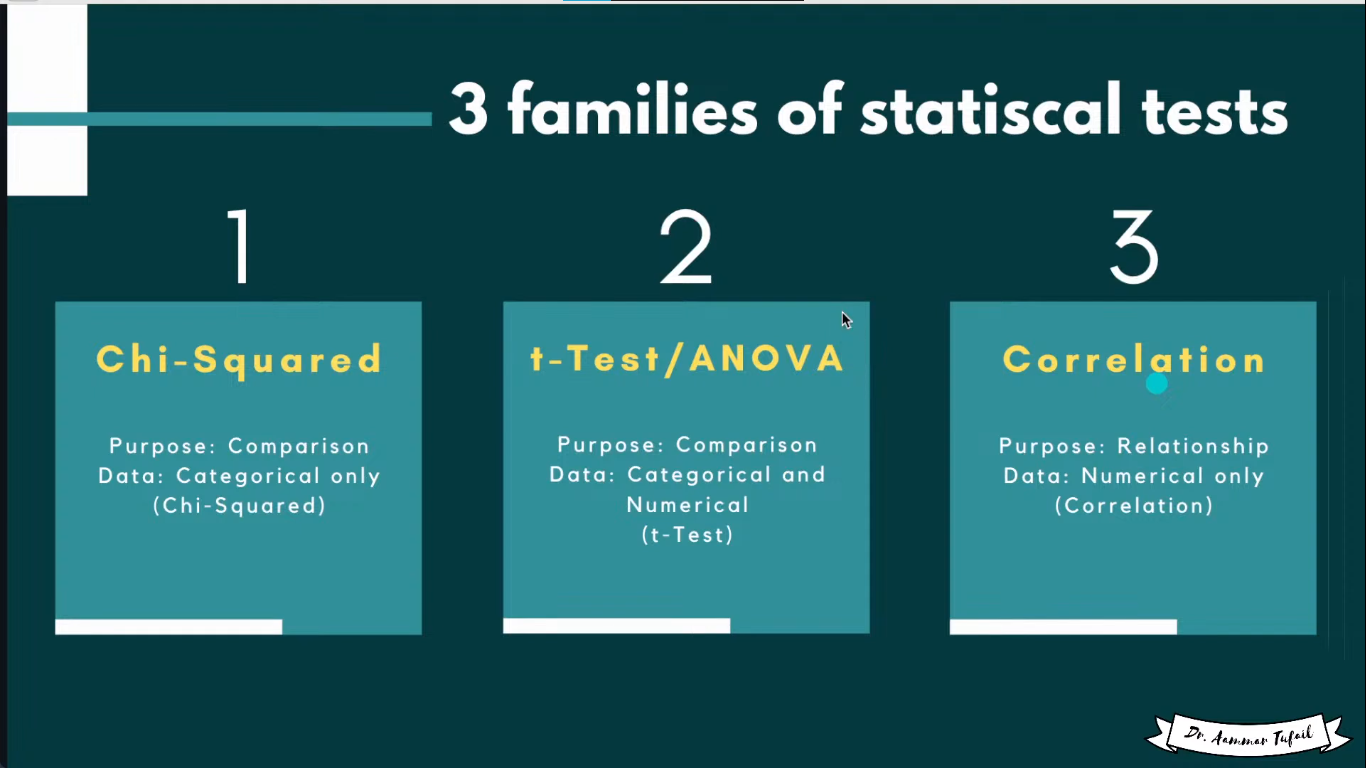 3 families of statiscal tests
1
Chi-Squared
Purpose: Comparison
Data: Categorical only
(Chi-Squared)
2
t-Test/ANOVA
Purpose: Comparison
Data: Categorical and
Numerical
(t-Test)
3
Correlation
Purpose: Relationship
Data: Numerical only
(Correlation)
Dr. Aammar Tufail